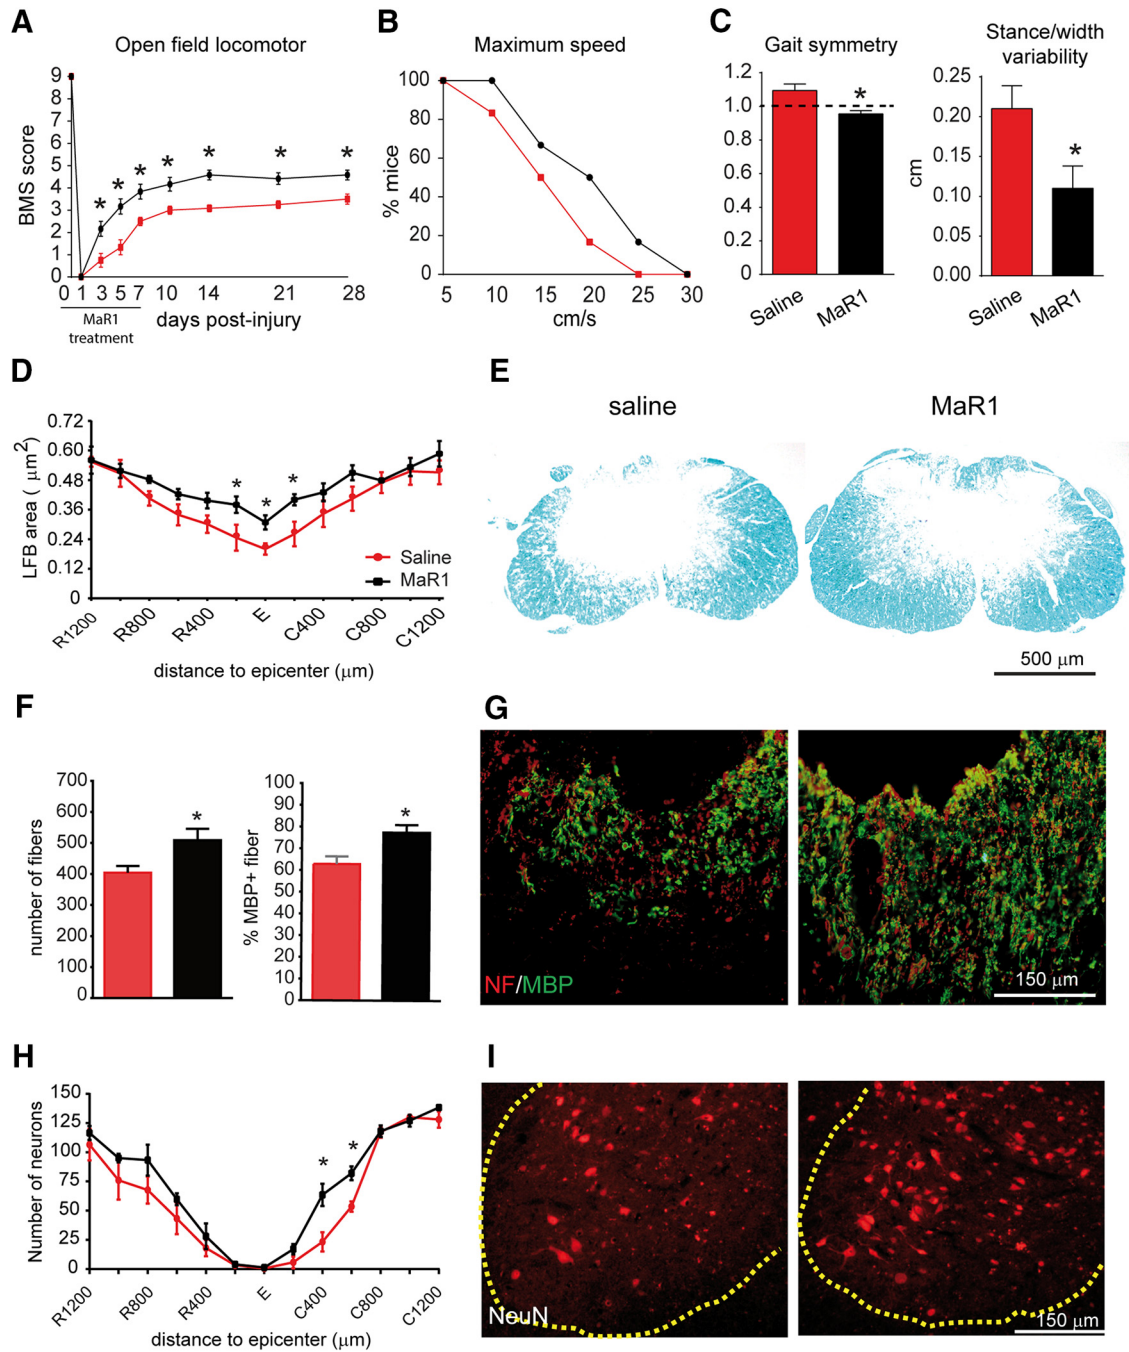 A
Open field locomotor
9
8
7
6
5
4
3
2
1
0
BMS score
* * * * * * *
0 1 3 5 7 10 14 21 28
MaR1
treatment
days post-injury
B
Maximum speed
100
80
60
40
20
0
% mice
5 10 15 20 25 30
cm/s
C
Gait symmetry
1.2
1.0
0.8
0.6
0.4
0.2
0
*
Saline MaR1
Stance/width
variability
0.25
0.20
0.15
0.10
0.05
0.00
cm
*
Saline MaR1
D
0.72
0.60
0.48
0.36
0.24
0.12
0
LFB area ( μm2)
* * *
Saline
MaR1
R1200 R800 R400 E C400 C800 C1200
distance to epicenter (μm)
E
saline MaR1
500 μm
F
700
600
500
400
300
200
100
0
number of fibers
*
100
90
80
70
60
50
40
30
20
10
0
% MBP+ fiber
*
G
NF/MBP
150 μm
H
150
125
100
75
50
25
0
Number of neurons
* *
R1200 R800 R400 E C400 C800 C1200
distance to epicenter (μm)
I
NeuN
150 μm